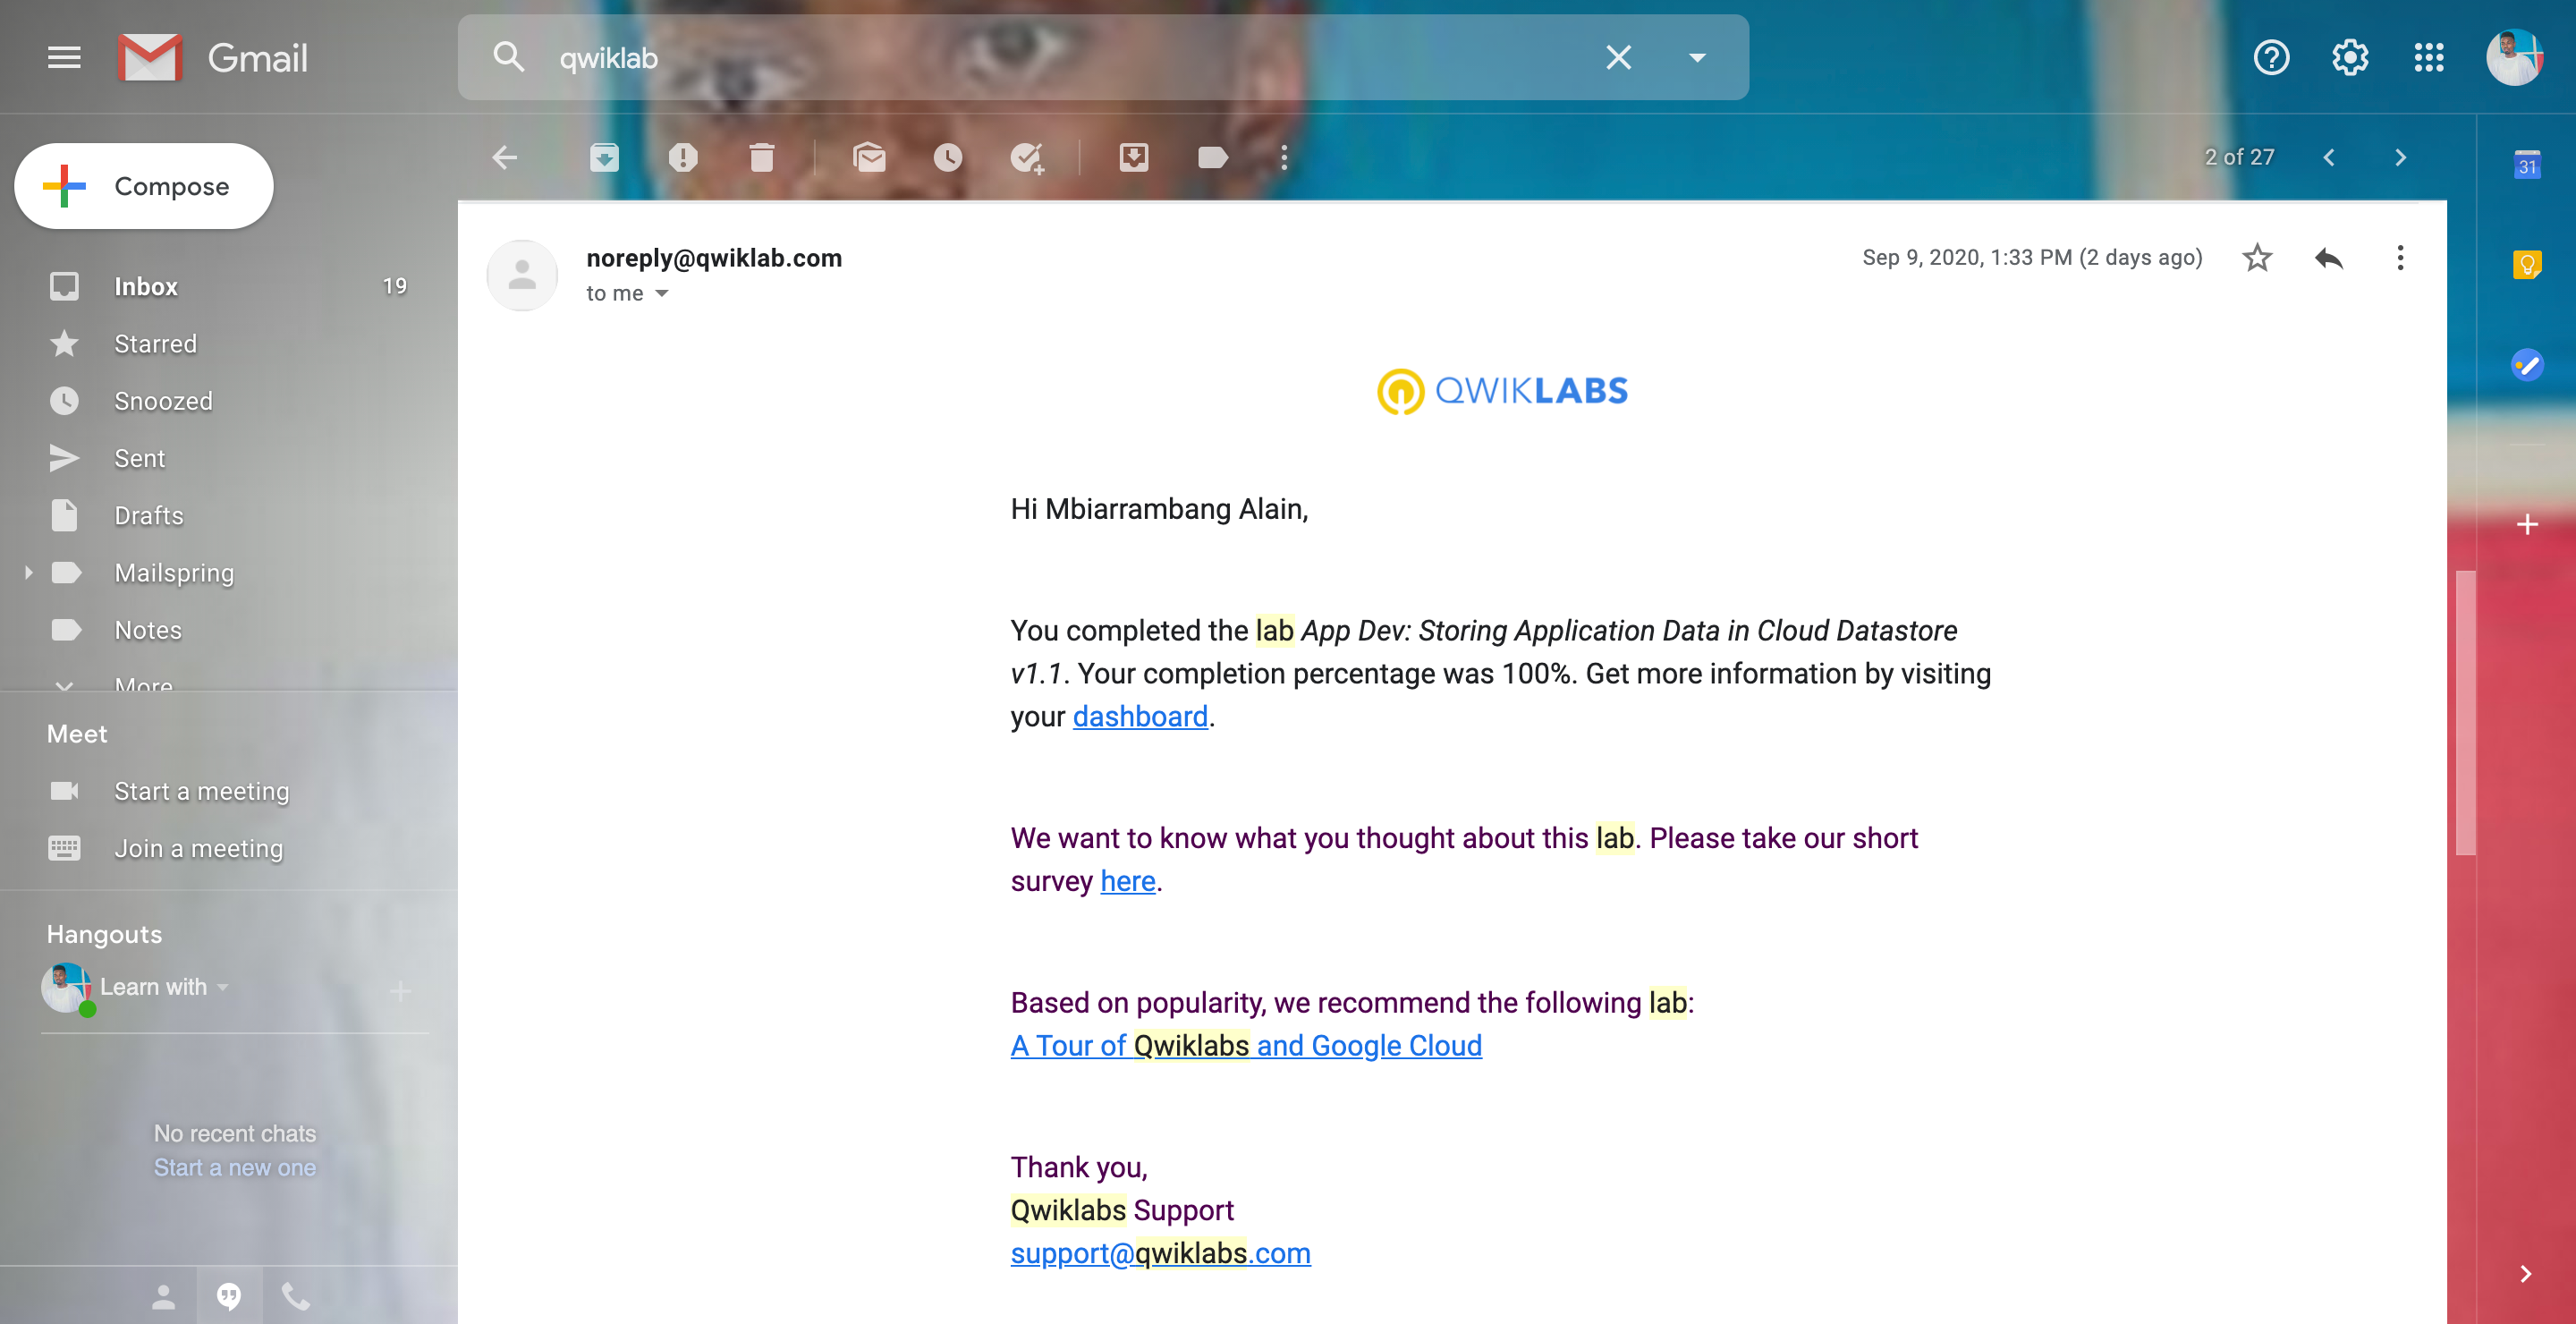 Gmail
qwiklab
Compose
2 of 27
31
Inbox 19
Starred
Snoozed
Sent
Drafts
Mailspring
Notes
More
Meet
Start a meeting
Join a meeting
Hangouts
Learn with
No recent chats
Start a new one
noreply@qwiklab.com
Sep 9, 2020, 1:33 PM (2 days ago)
to me
QWIKLABS
Hi Mbiarrambang Alain,
You completed the lab App Dev: Storing Application Data in Cloud Datastore
v1.1. Your completion percentage was 100%. Get more information by visiting
your dashboard.
We want to know what you thought about this lab. Please take our short
survey here.
Based on popularity, we recommend the following lab:
A Tour of Qwiklabs and Google Cloud
Thank you,
Qwiklabs Support
support@qwiklabs.com